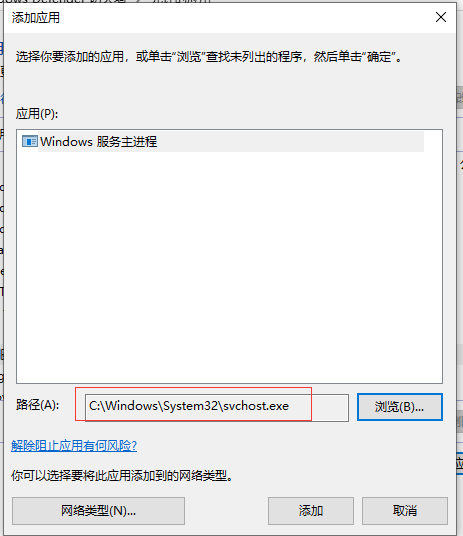 添加应用
选择你要添加的应用，或单击“浏览”查找未列出的程序，然后单击“确定”。
应用(P):
Windows 服务主进程
路径(A):
C:\Windows\System32\svchost.exe
浏览(B)...
解除阻止应用有何风险?
你可以选择要将此应用添加到的网络类型。
网络类型(N)...
添加
取消